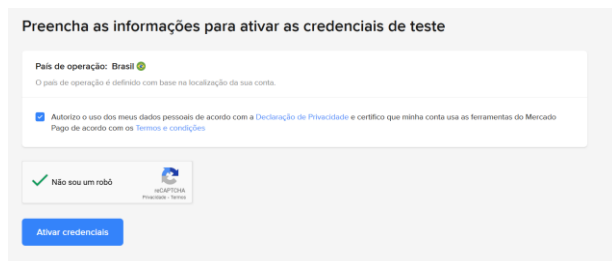 Preencha as informações para ativar as credenciais de teste
País de operação: Brasil
O país de operação é definido com base na localização da sua conta.
Autorizo o uso dos meus dados pessoais de acordo com a Declaração de Privacidade e certifico que minha conta usa as ferramentas do Mercado
Pago de acordo com os Termos e condições
Não sou um robô
reCAPTCHA
Privacidade - Termos
Ativar credenciais